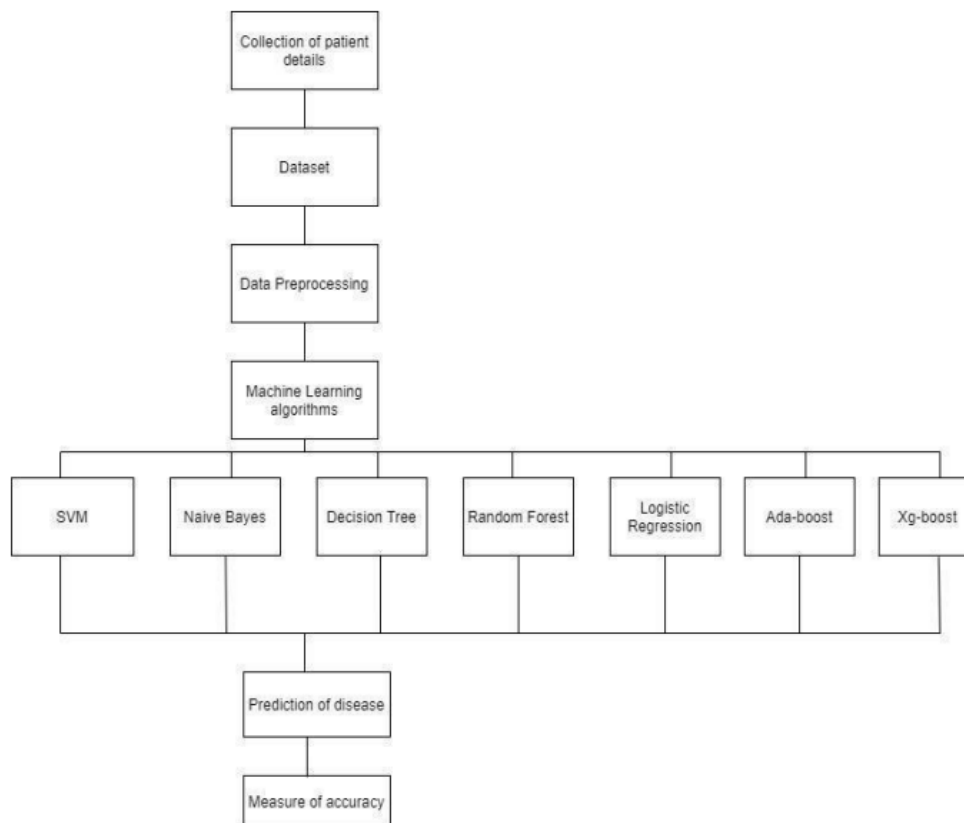 Collection of patient
details
Dataset
Data Preprocessing
Machine Learning
algorithms
SVM
Naive Bayes
Decision Tree
Random Forest
Logistic
Regression
Ada-boost
Xg-boost
Prediction of disease
Measure of accuracy